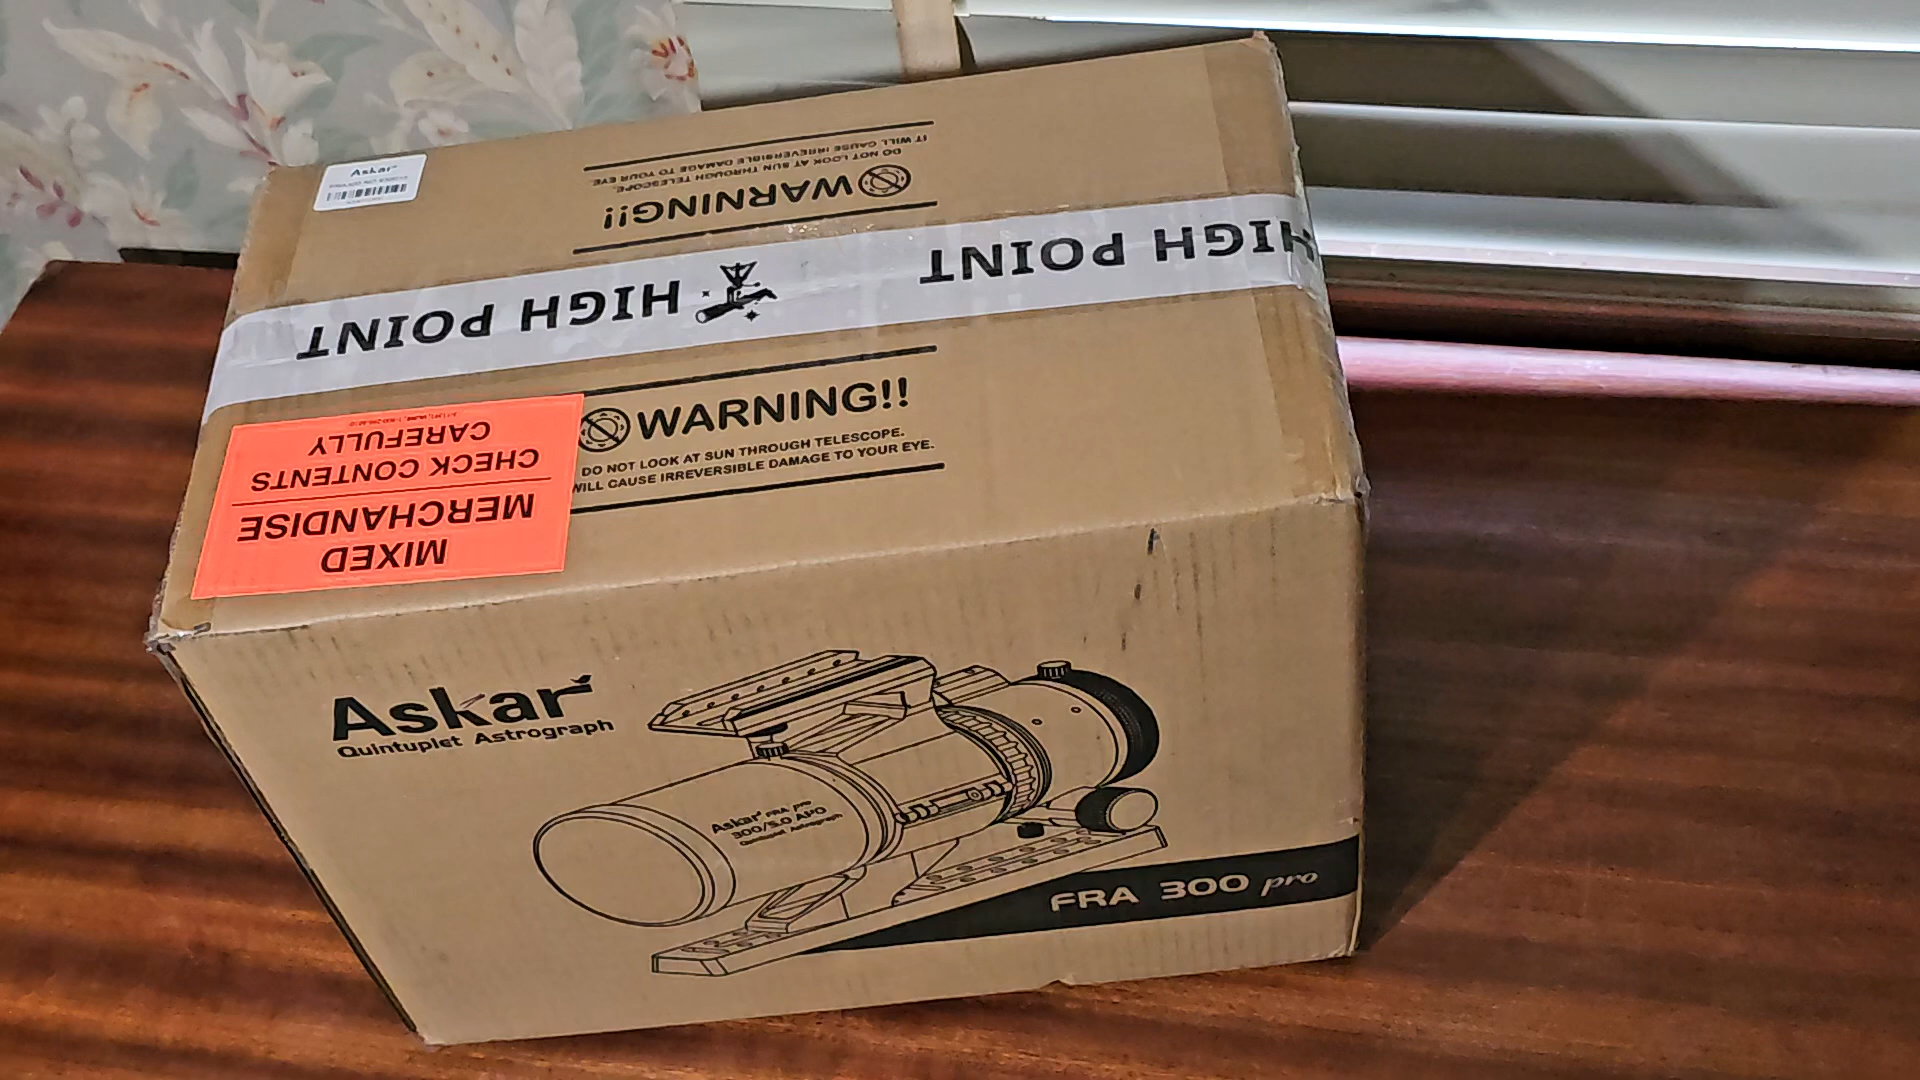 Askar™
DO NOT LOOK AT SUN THROUGH TELESCOPE.
IT WILL CAUSE IRREVERSIBLE DAMAGE TO YOUR EYE.
WARNING!!
HIGH POINT HIGH POINT
WARNING!!
DO NOT LOOK AT SUN THROUGH TELESCOPE.
WILL CAUSE IRREVERSIBLE DAMAGE TO YOUR EYE.
MIXED
MERCHANDISE
CHECK CONTENTS
CAREFULLY
Askar
Quintuplet Astrograph
Askar FRA pro
300/5.0 APO
Quintuplet Astrograph
FRA 300 pro